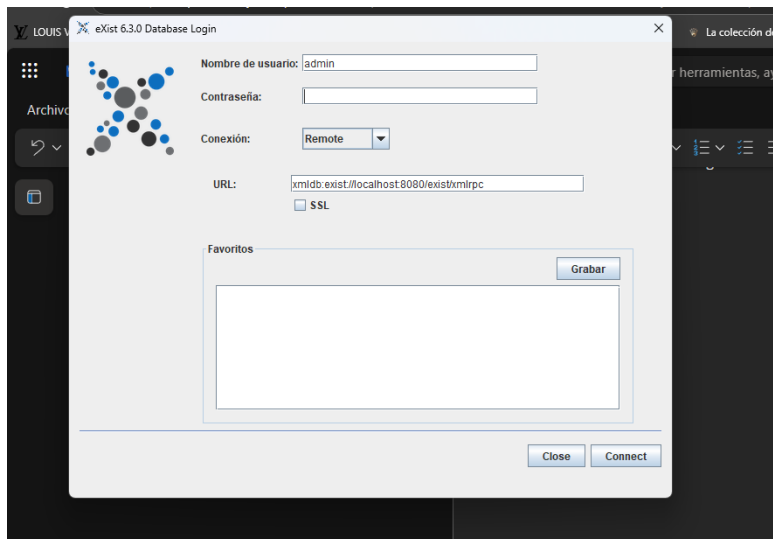 LOUIS V
eXist 6.3.0 Database Login
La colección de
Nombre de usuario: admin
r herramientas, ay
Contraseña:
Archivo
Conexión: Remote
URL: xmldb:exist://localhost:8080/exist/xmlrpc
SSL
Favoritos
Grabar
Close Connect